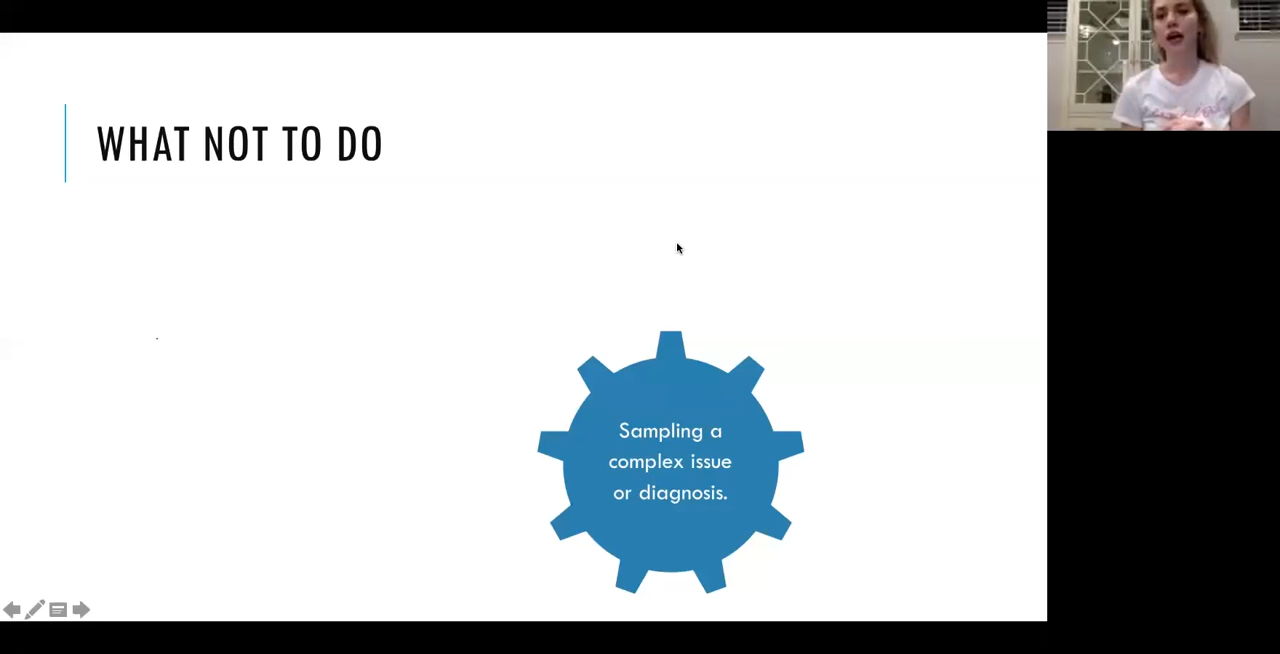 WHAT NOT TO DO
Sampling a
complex issue
or diagnosis.